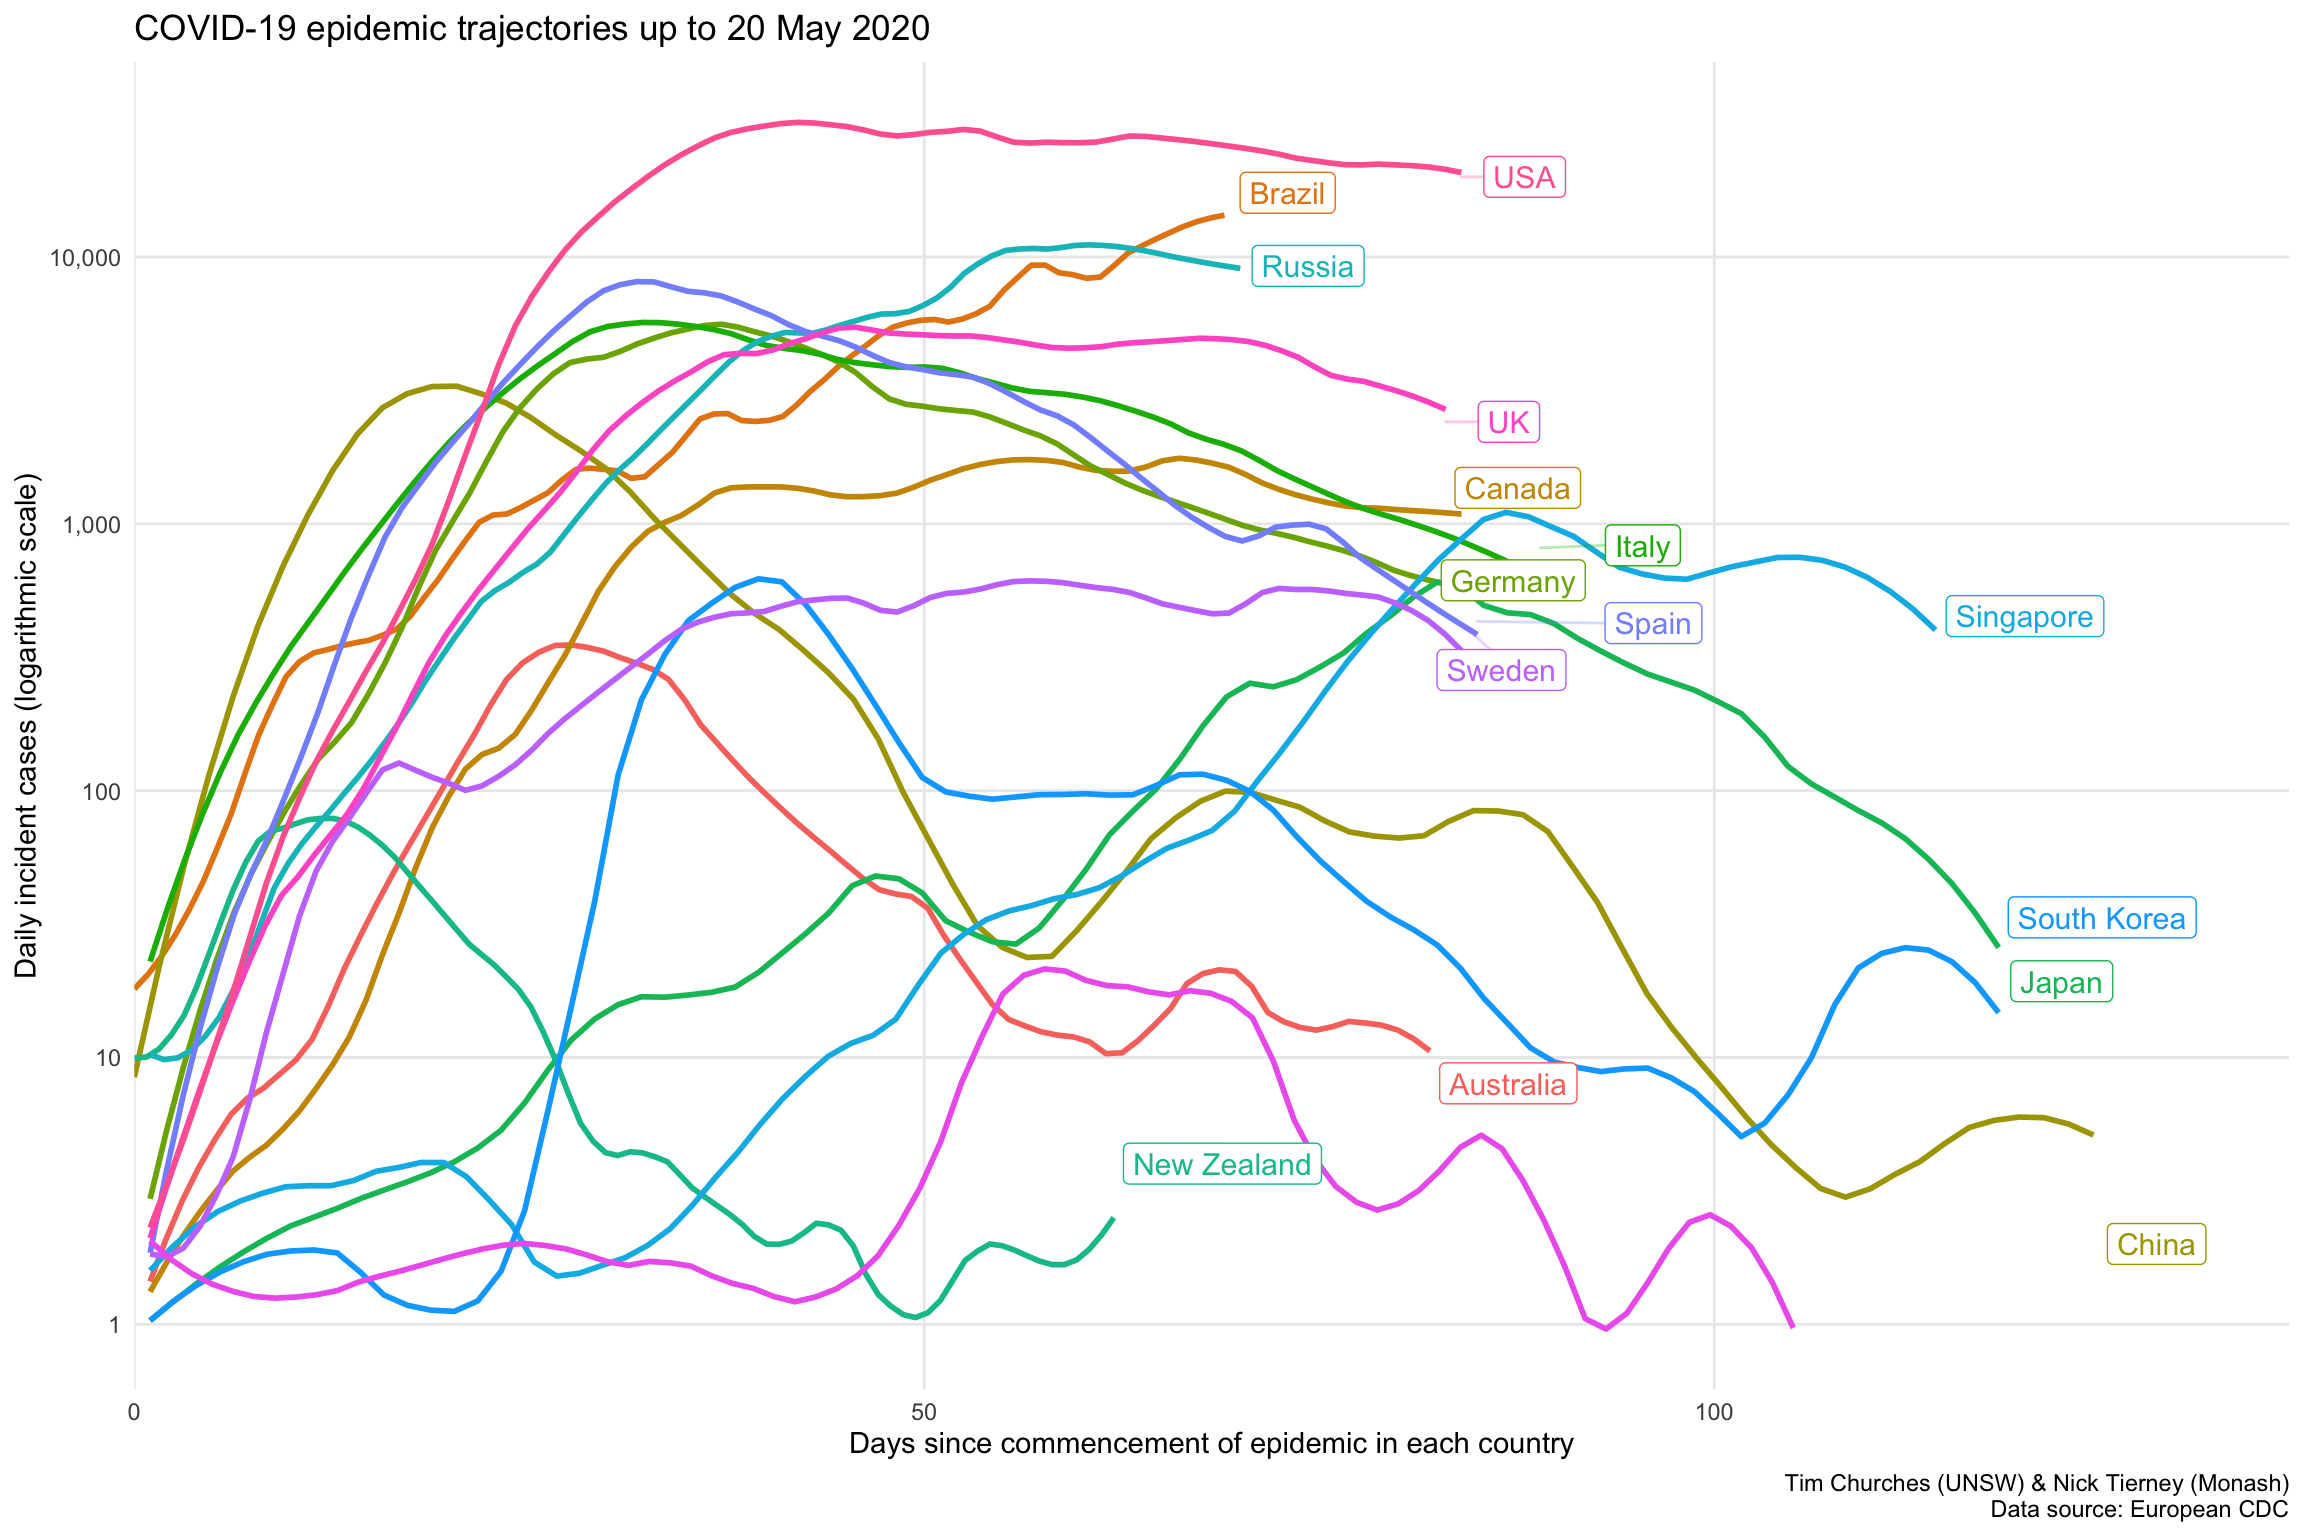 COVID-19 epidemic trajectories up to 20 May 2020
USA
Brazil
10,000
Russia
UK
Canada
1,000
Italy
Germany
Singapore
Spain
Sweden
Daily incident cases (logarithmic scale)
100
South Korea
Japan
10
Australia
New Zealand
China
1
0
50
100
Days since commencement of epidemic in each country
Tim Churches (UNSW) & Nick Tierney (Monash)
Data source: European CDC